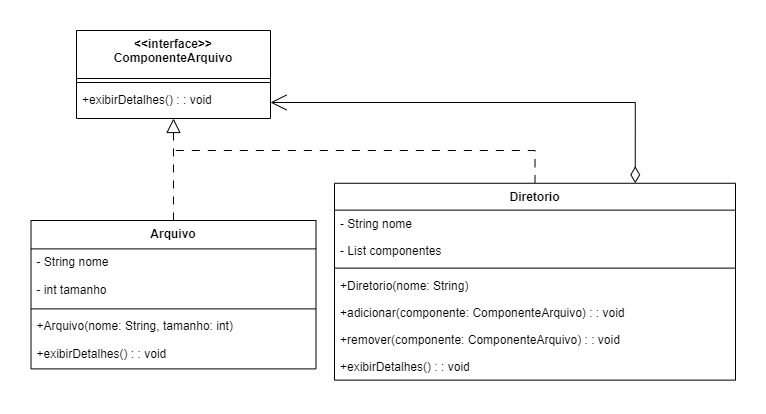 <<interface>>
ComponenteArquivo
+exibirDetalhes() : : void
Arquivo
- String nome
- int tamanho
+Arquivo(nome: String, tamanho: int)
+exibirDetalhes() : : void
Diretorio
- String nome
- List componentes
+Diretorio(nome: String)
+adicionar(componente: ComponenteArquivo) : : void
+remover(componente: ComponenteArquivo) : : void
+exibirDetalhes() : : void